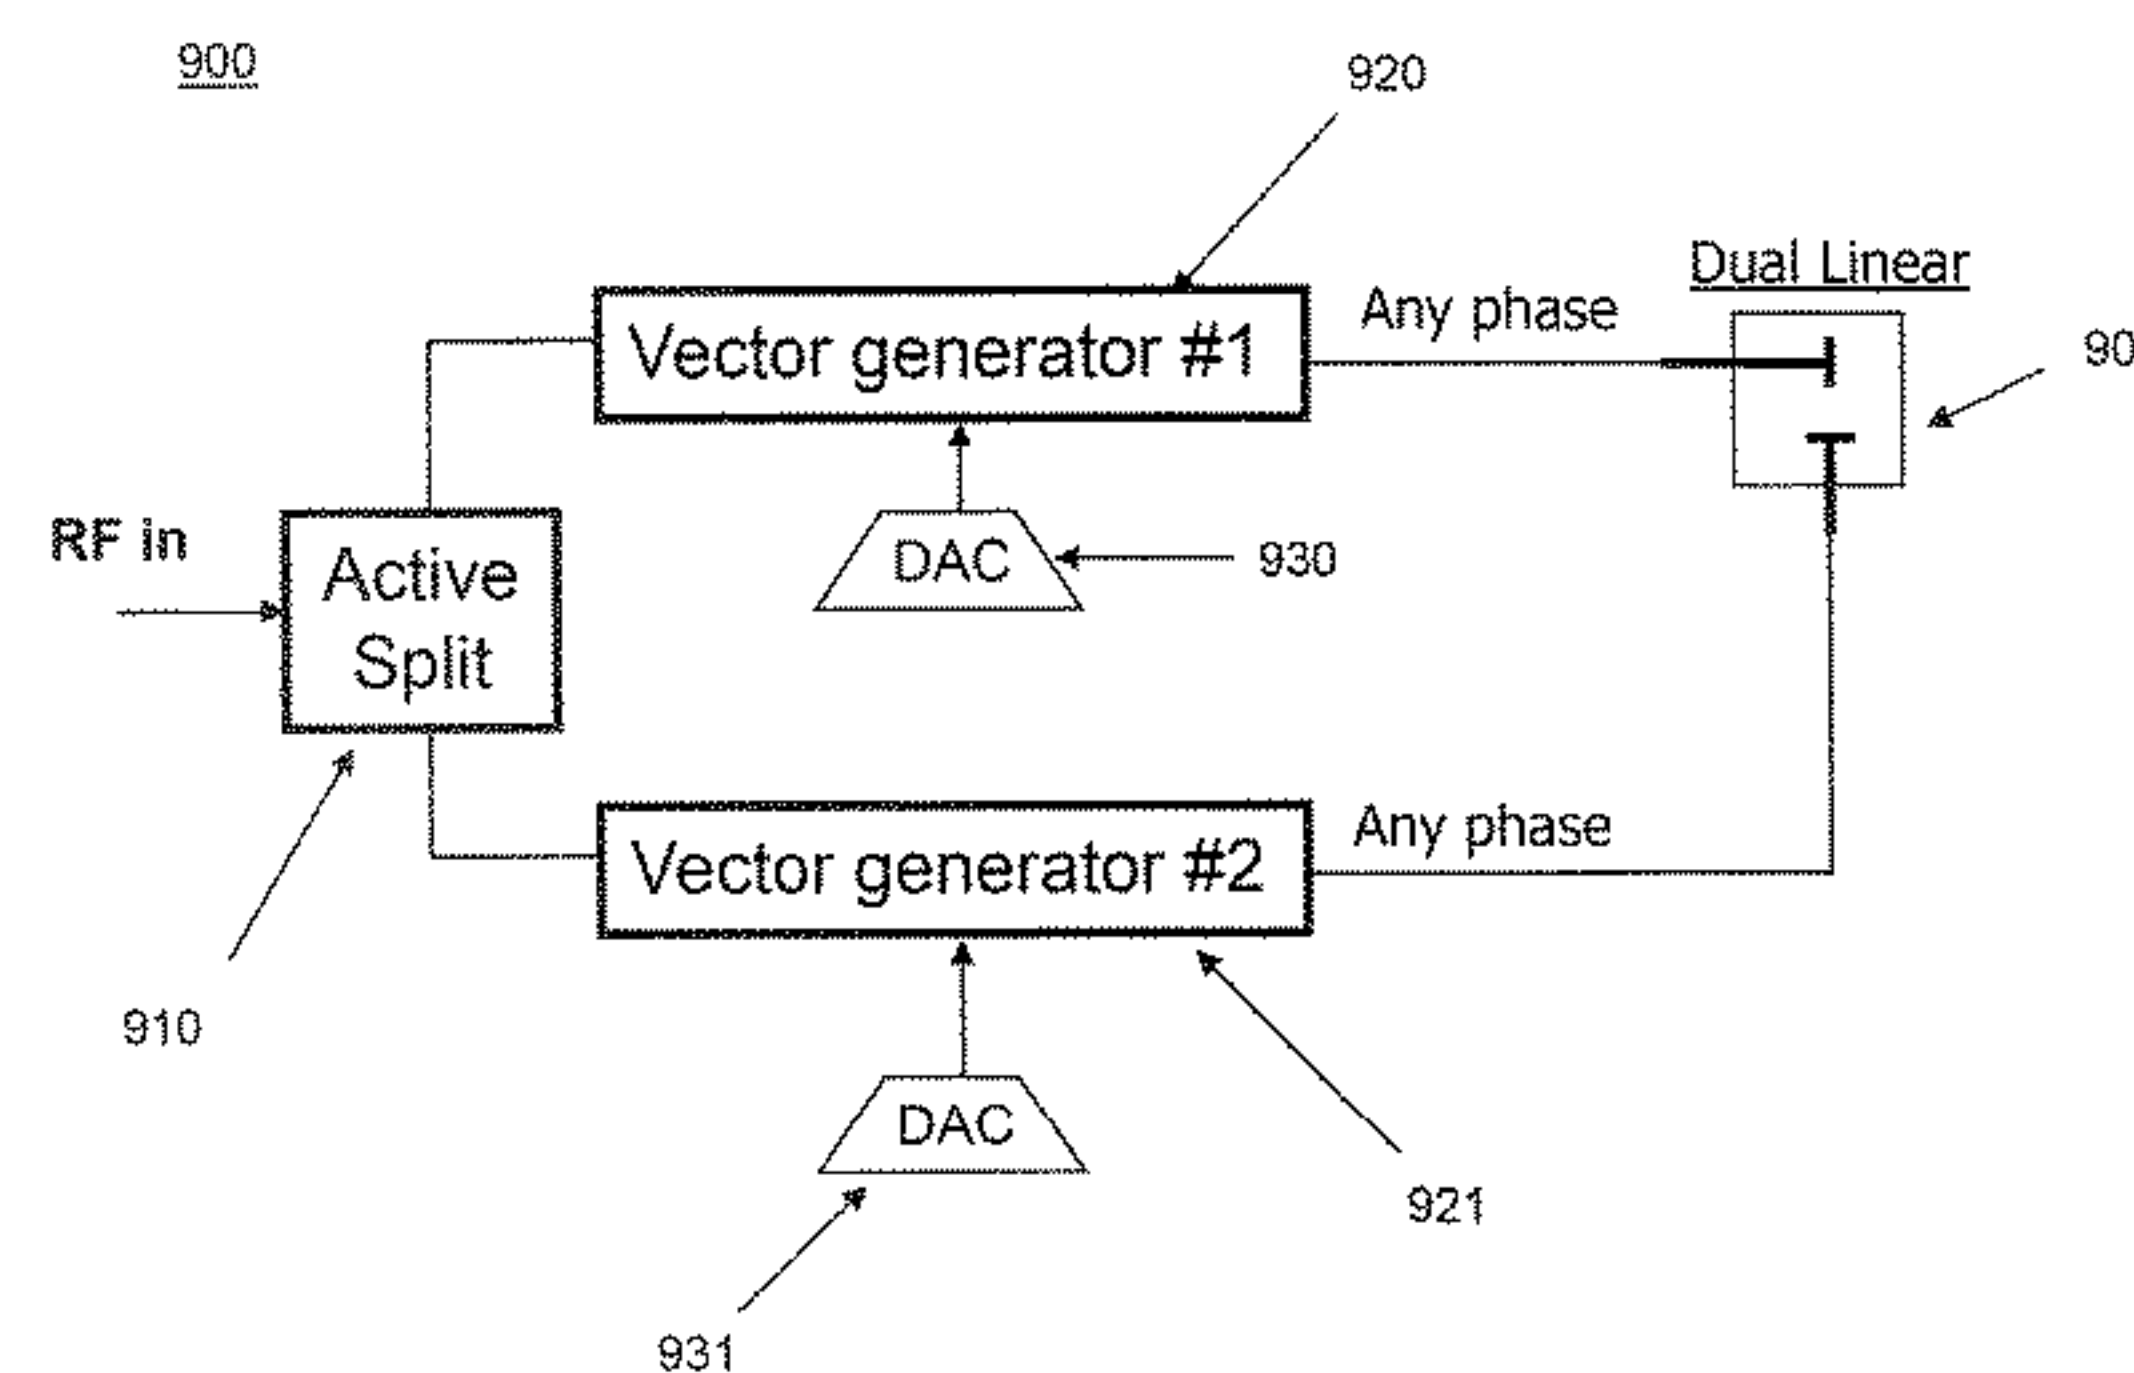 900
920
Dual Linear
Any phase
Vector generator #1
90
RF in
Active
Split
DAC
930
Any phase
Vector generator #2
910
DAC
921
931